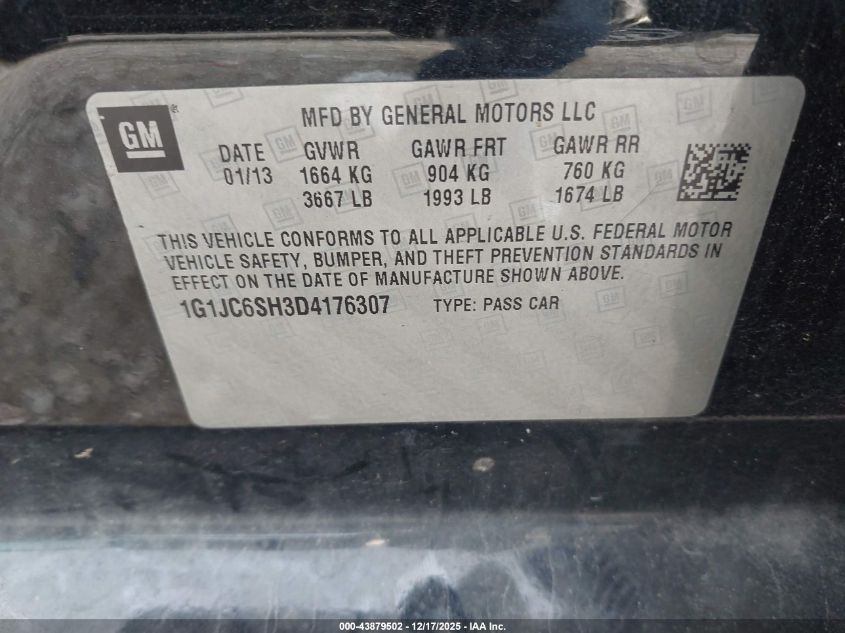 GM
MFD BY GENERAL MOTORS LLC
DATE GVWR GAWR FRT GAWR RR
01/13 1664 KG 904 KG 760 KG
3667 LB 1993 LB 1674 LB
THIS VEHICLE CONFORMS TO ALL APPLICABLE U.S. FEDERAL MOTOR
VEHICLE SAFETY, BUMPER, AND THEFT PREVENTION STANDARDS IN
EFFECT ON THE DATE OF MANUFACTURE SHOWN ABOVE.
1G1JC6SH3D4176307 TYPE: PASS CAR
000-43879502 - 12/17/2025 - IAA Inc.